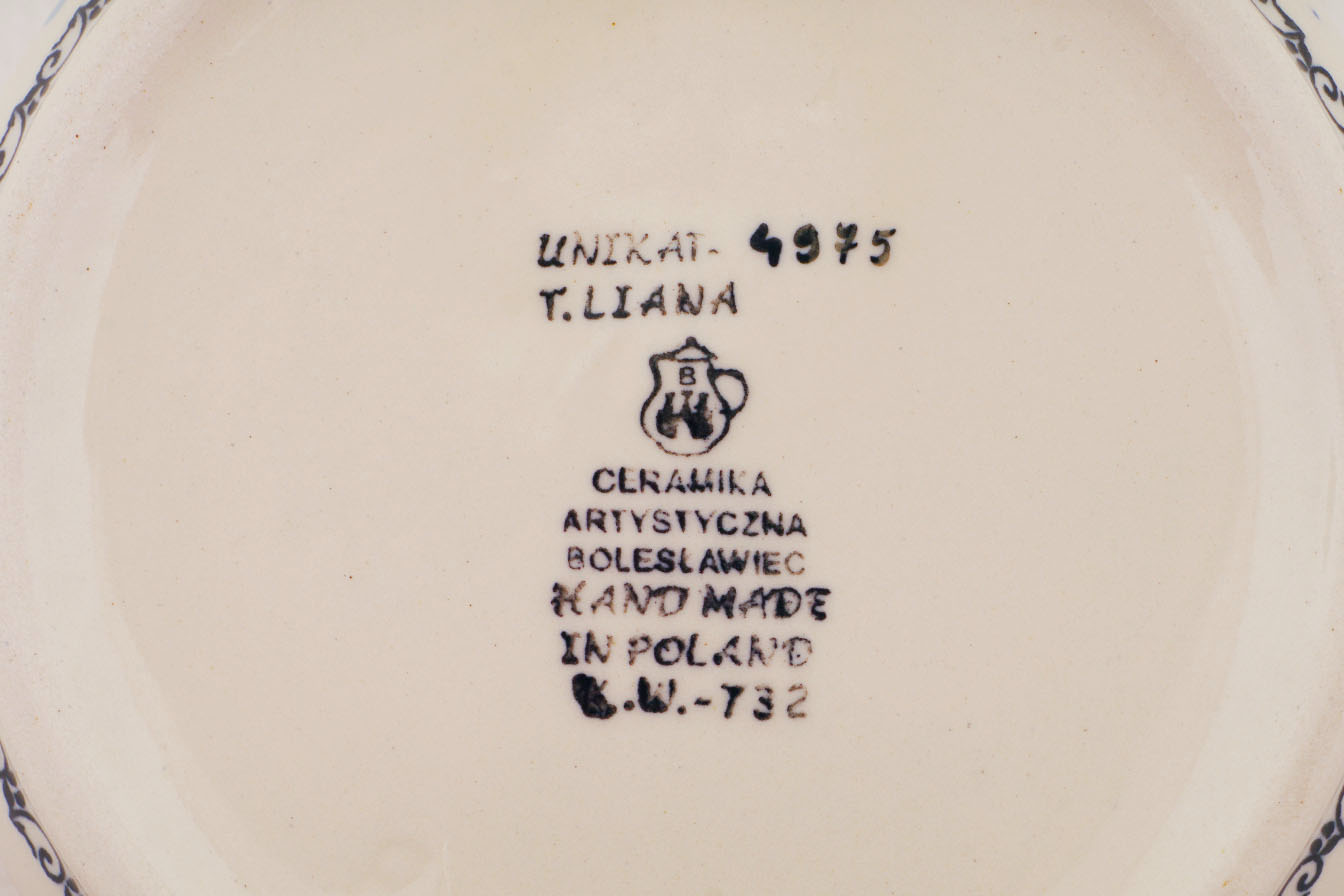 UNIKAT- 4975
T. LIANA
B
CERAMIKA
ARTYSTYCZNA
BOLESŁAWIEC
HAND MADE
IN POLAND
K.W.-732